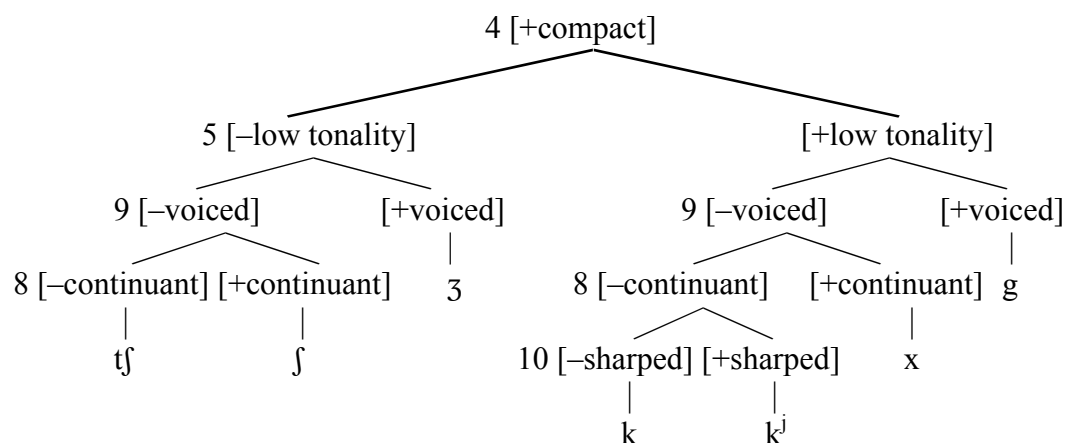 4 [+compact]
5 [–low tonality] [+low tonality]
9 [–voiced] [+voiced] 9 [–voiced] [+voiced]
8 [–continuant] [+continuant] ʒ 8 [–continuant] [+continuant] g
tʃ ʃ 10 [–sharped] [+sharped] x
k kʲ